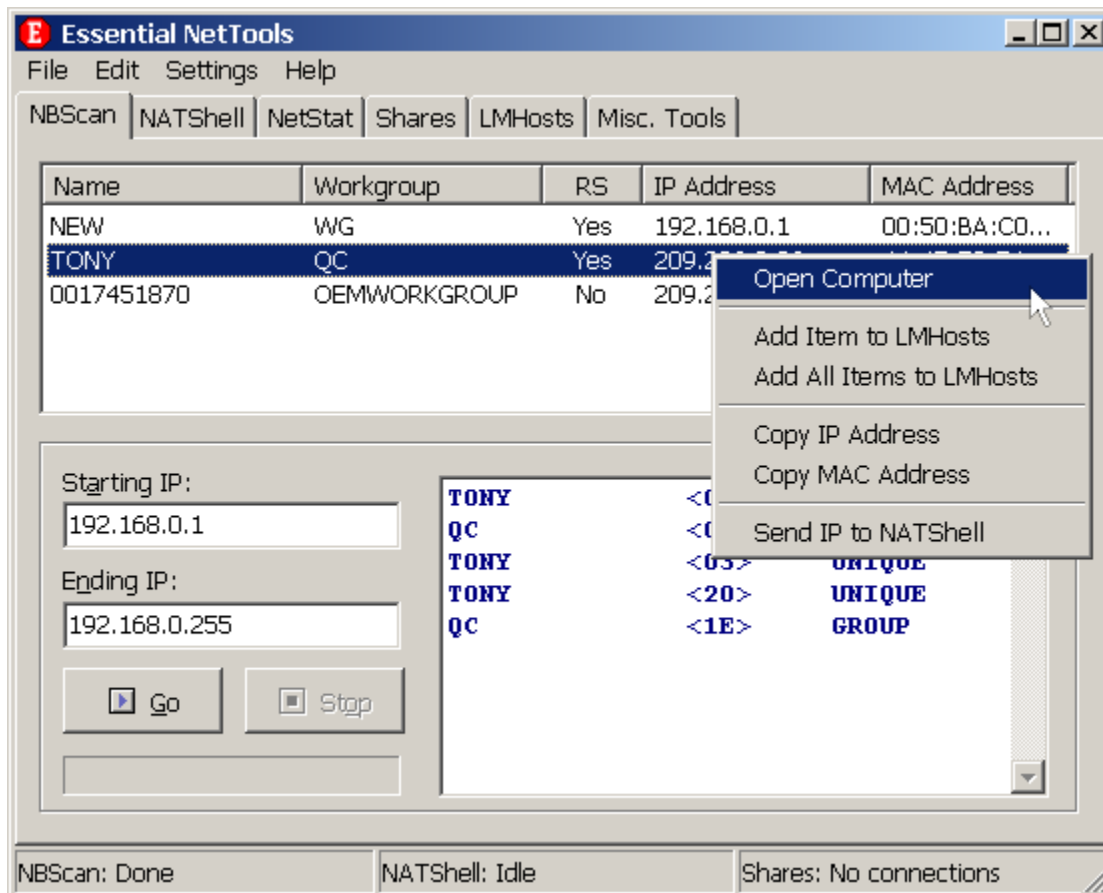 Essential NetTools
File Edit Settings Help
NBScan NATShell NetStat Shares LMHosts Misc. Tools
Name Workgroup RS IP Address MAC Address
NEW WG Yes 192.168.0.1 00:50:BA:C0...
TONY QC Yes
0017451870 OEMWORKGROUP No
Open Computer
Add Item to LMHosts
Add All Items to LMHosts
Copy IP Address
Copy MAC Address
Send IP to NATShell
Starting IP:
192.168.0.1
Ending IP:
192.168.0.255
Go Stop
TONY
QC
TONY <03> UNIQUE
TONY <20> UNIQUE
QC <1E> GROUP
NBScan: Done NATShell: Idle Shares: No connections